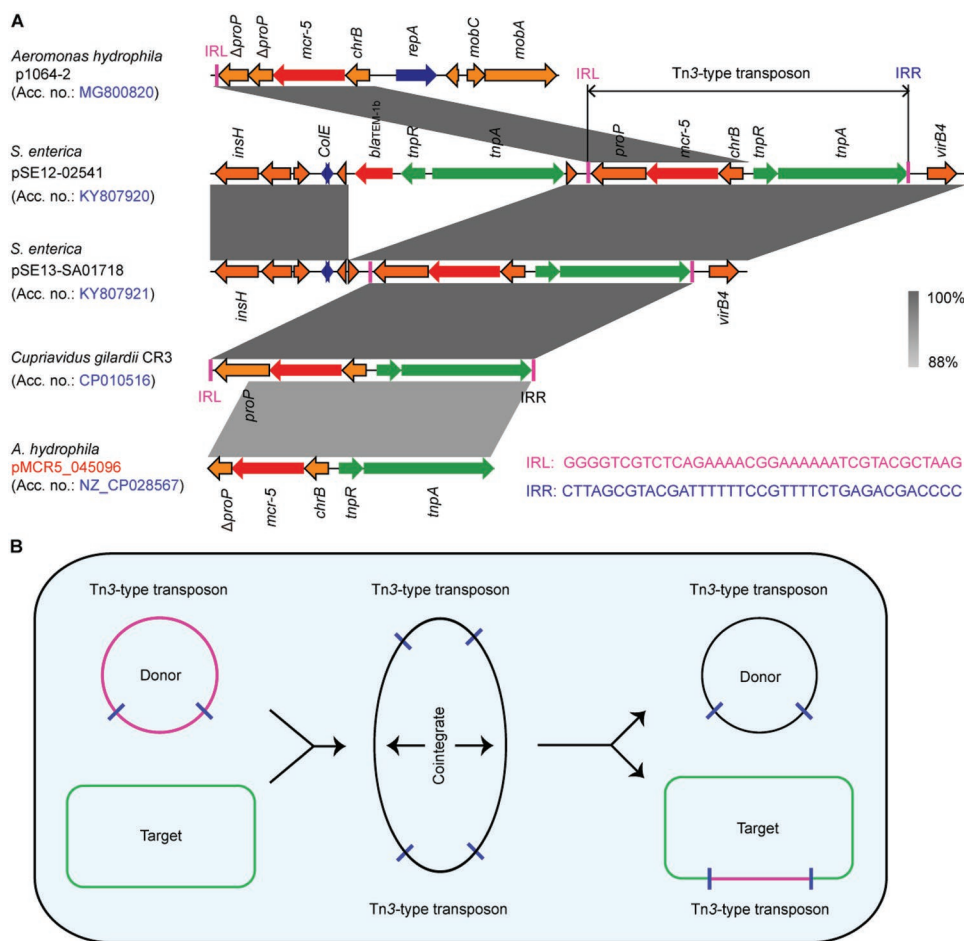 A
Aeromonas hydrophila
p1064-2
(Acc. no.: MG800820)
IRL
ΔproP
ΔproP
mcr-5
chrB
repA
mobC
mobA
IRL
Tn3-type transposon
IRR
S. enterica
pSE12-02541
(Acc. no.: KY807920)
insH
ColE
blaTEM-1b
tnpR
tnpA
proP
mcr-5
chrB
tnpR
tnpA
virB4
S. enterica
pSE13-SA01718
(Acc. no.: KY807921)
insH
virB4
100%
88%
Cupriavidus gilardii CR3
(Acc. no.: CP010516)
IRL
proP
IRR
A. hydrophila
pMCR5_045096
(Acc. no.: NZ_CP028567)
ΔproP
mcr-5
chrB
tnpR
tnpA
IRL: GGGGTCGTCTCAGAAAACGGAAAAAATCGTACGCTAAG
IRR: CTTAGCGTACGATTTTTTCCGTTTTCTGAGACGACCCC
B
Tn3-type transposon
Donor
Target
Tn3-type transposon
Cointegrate
Tn3-type transposon
Tn3-type transposon
Donor
Target
Tn3-type transposon